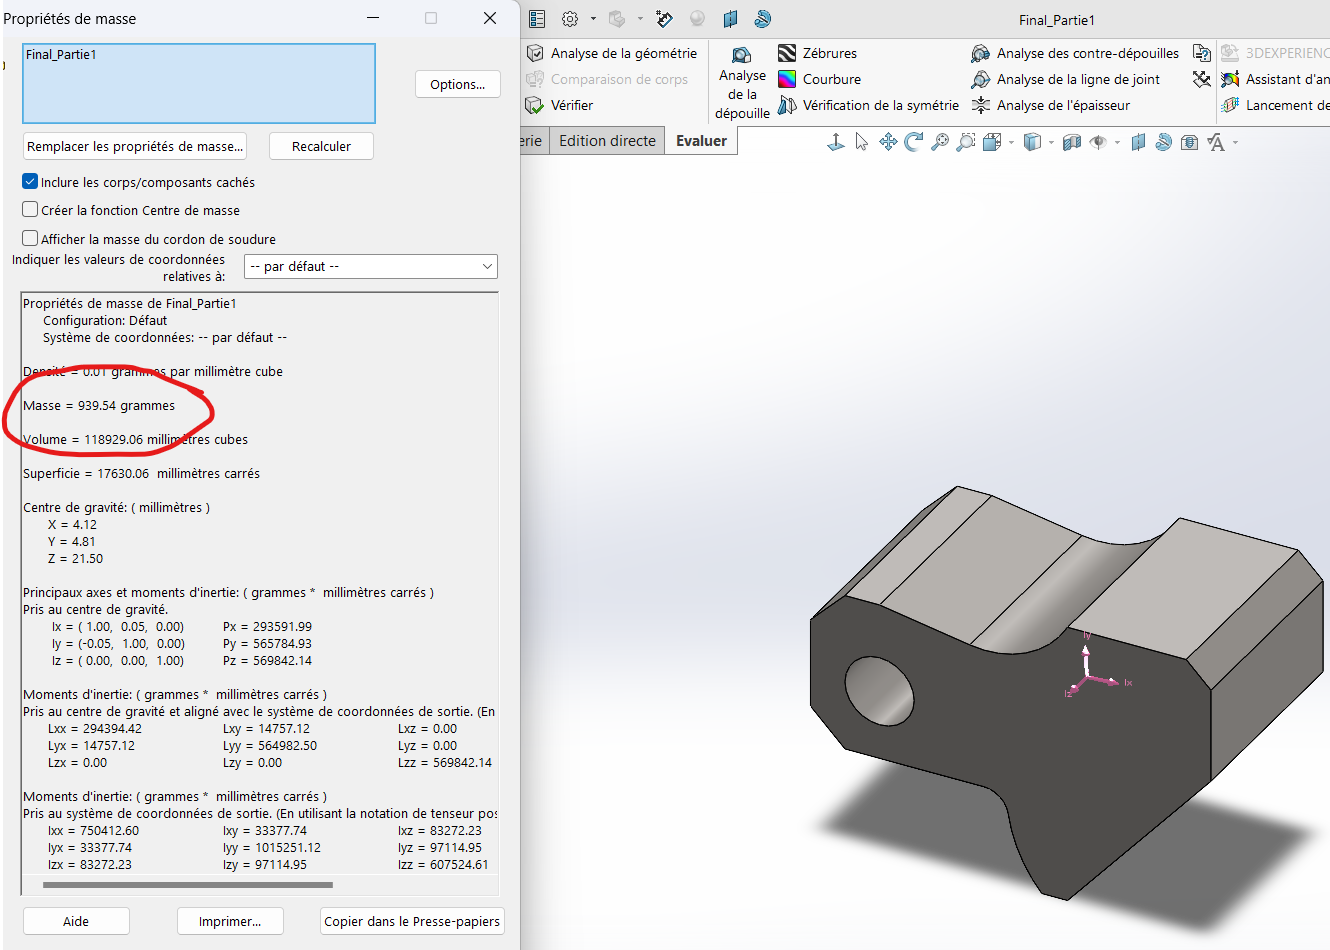 Propriétés de masse
Final_Partie1
Options...
Remplacer les propriétés de masse...
Recalculer
Inclure les corps/composants cachés
Créer la fonction Centre de masse
Afficher la masse du cordon de soudure
Indiquer les valeurs de coordonnées
relatives à:
-- par défaut --
Propriétés de masse de Final_Partie1
Configuration: Défaut
Système de coordonnées: -- par défaut --
Densité = 0.01 grammes par millimètre cube
Masse = 939.54 grammes
Volume = 118929.06 millimètres cubes
Superficie = 17630.06 millimètres carrés
Centre de gravité: ( millimètres )
X = 4.12
Y = 4.81
Z = 21.50
Principaux axes et moments d'inertie: ( grammes * millimètres carrés )
Pris au centre de gravité.
Ix = ( 1.00, 0.05, 0.00) Px = 293591.99
Iy = (-0.05, 1.00, 0.00) Py = 565784.93
Iz = ( 0.00, 0.00, 1.00) Pz = 569842.14
Moments d'inertie: ( grammes * millimètres carrés )
Pris au centre de gravité et aligné avec le système de coordonnées de sortie. (En
Lxx = 294394.42 Lxy = 14757.12 Lxz = 0.00
Lyx = 14757.12 Lyy = 564982.50 Lyz = 0.00
Lzx = 0.00 Lzy = 0.00 Lzz = 569842.14
Moments d'inertie: ( grammes * millimètres carrés )
Pris au système de coordonnées de sortie. (En utilisant la notation de tenseur pos
Ixx = 750412.60 Ixy = 33377.74 Ixz = 83272.23
Iyx = 33377.74 Iyy = 1015251.12 Iyz = 97114.95
Izx = 83272.23 Izy = 97114.95 Izz = 607524.61
Aide
Imprimer...
Copier dans le Presse-papiers
Final_Partie1
Analyse de la géométrie
Comparaison de corps
Vérifier
Analyse
de la
dépouille
Zébrures
Courbure
Vérification de la symétrie
Analyse des contre-dépouilles
Analyse de la ligne de joint
Analyse de l'épaisseur
3DEXPERIENC
Assistant d'an
Lancement de
erie
Edition directe
Evaluer
Iy
Ix
Iz